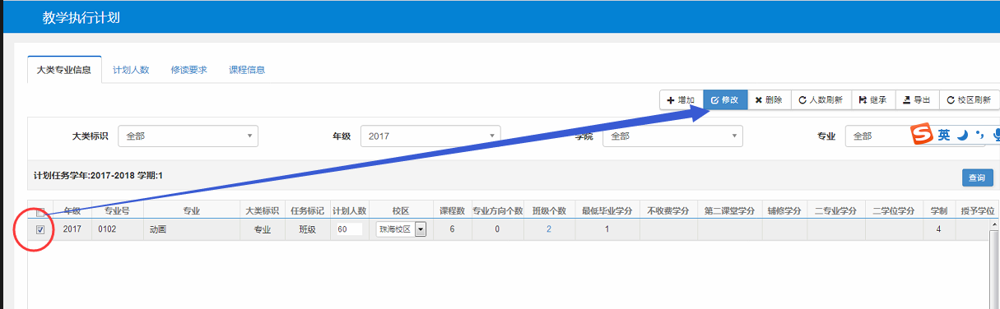 教学执行计划
大类专业信息 计划人数 修读要求 课程信息
增加 修改 删除 人数刷新 继承 导出 校区刷新
大类标识 全部 年级 2017 学院 全部 专业 全部
英
计划任务学年:2017-2018 学期:1
查询
年级 专业号 专业 大类标识 任务标记 计划人数 校区 课程数 专业方向个数 班级个数 最低毕业学分 不收费学分 第二课堂学分 辅修学分 二专业学分 二学位学分 学制 授予学位
2017 0102 动画 专业 班级 60 珠海校区 6 0 2 1 4